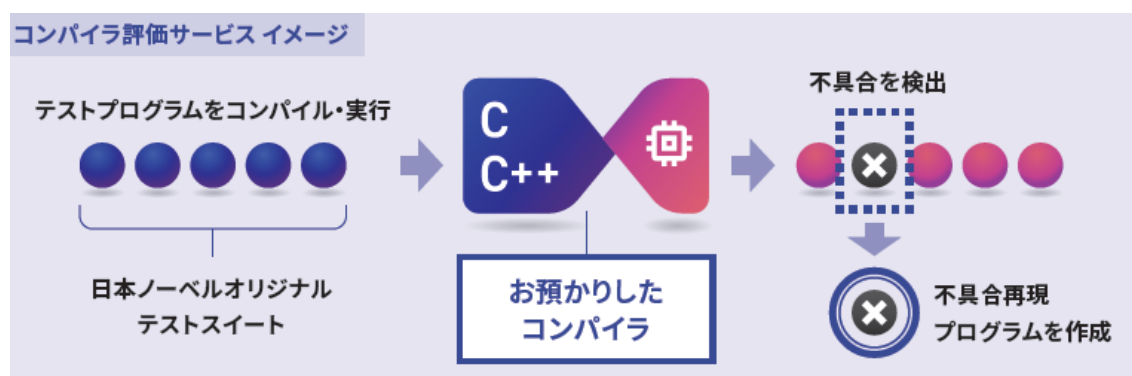 コンパイラ評価サービス イメージ
テストプログラムをコンパイル・実行
日本ノーベルオリジナル
テストスイート
C
C++
お預かりした
コンパイラ
不具合を検出
不具合再現
プログラムを作成